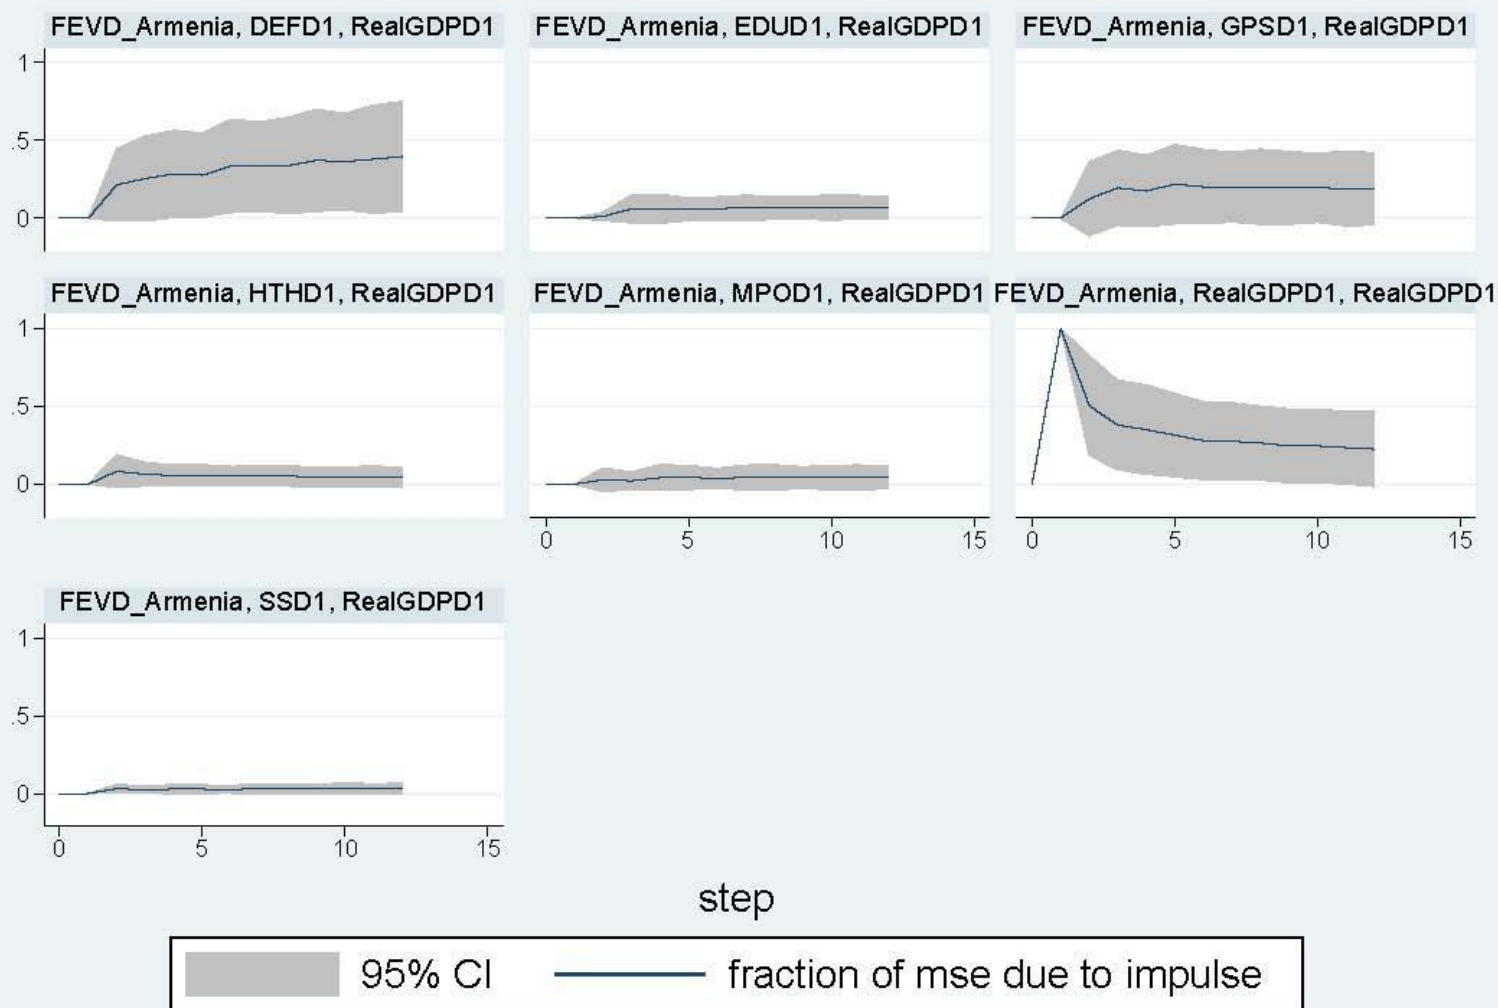 FEVD_Armenia, DEFD1, RealGDPD1
FEVD_Armenia, EDUD1, RealGDPD1
FEVD_Armenia, GPSD1, RealGDPD1
1
.5
0
FEVD_Armenia, HTHD1, RealGDPD1
FEVD_Armenia, MPOD1, RealGDPD1
FEVD_Armenia, RealGDPD1, RealGDPD1
1
.5
0
0 5 10 15
0 5 10 15
FEVD_Armenia, SSD1, RealGDPD1
1
.5
0
0 5 10 15
step
95% CI
fraction of mse due to impulse